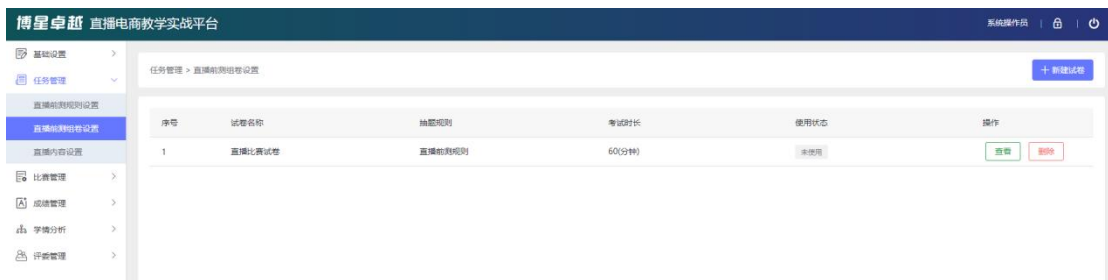 博星卓越 直播电商教学实战平台
系统操作员
基础设置
任务管理
直播前测规则设置
直播前测组卷设置
直播内容设置
比赛管理
成绩管理
学情分析
评委管理
任务管理 > 直播前测组卷设置
+ 新建试卷
序号 试卷名称 抽题规则 考试时长 使用状态 操作
1 直播比赛试卷 直播前测规则 60(分钟) 未使用 查看 删除